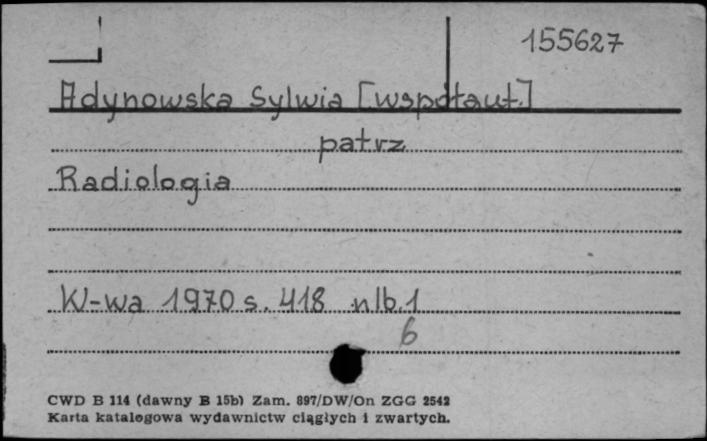 155627
Adynowska Sylwia [współaut.]
patrz
Radiologia
W-wa 1970 s. 418 nlb. 1
6
CWD B 114 (dawny B 15b) Zam. 897/DW/On ZGG 2542
Karta katalogowa wydawnictw ciągłych i zwartych.